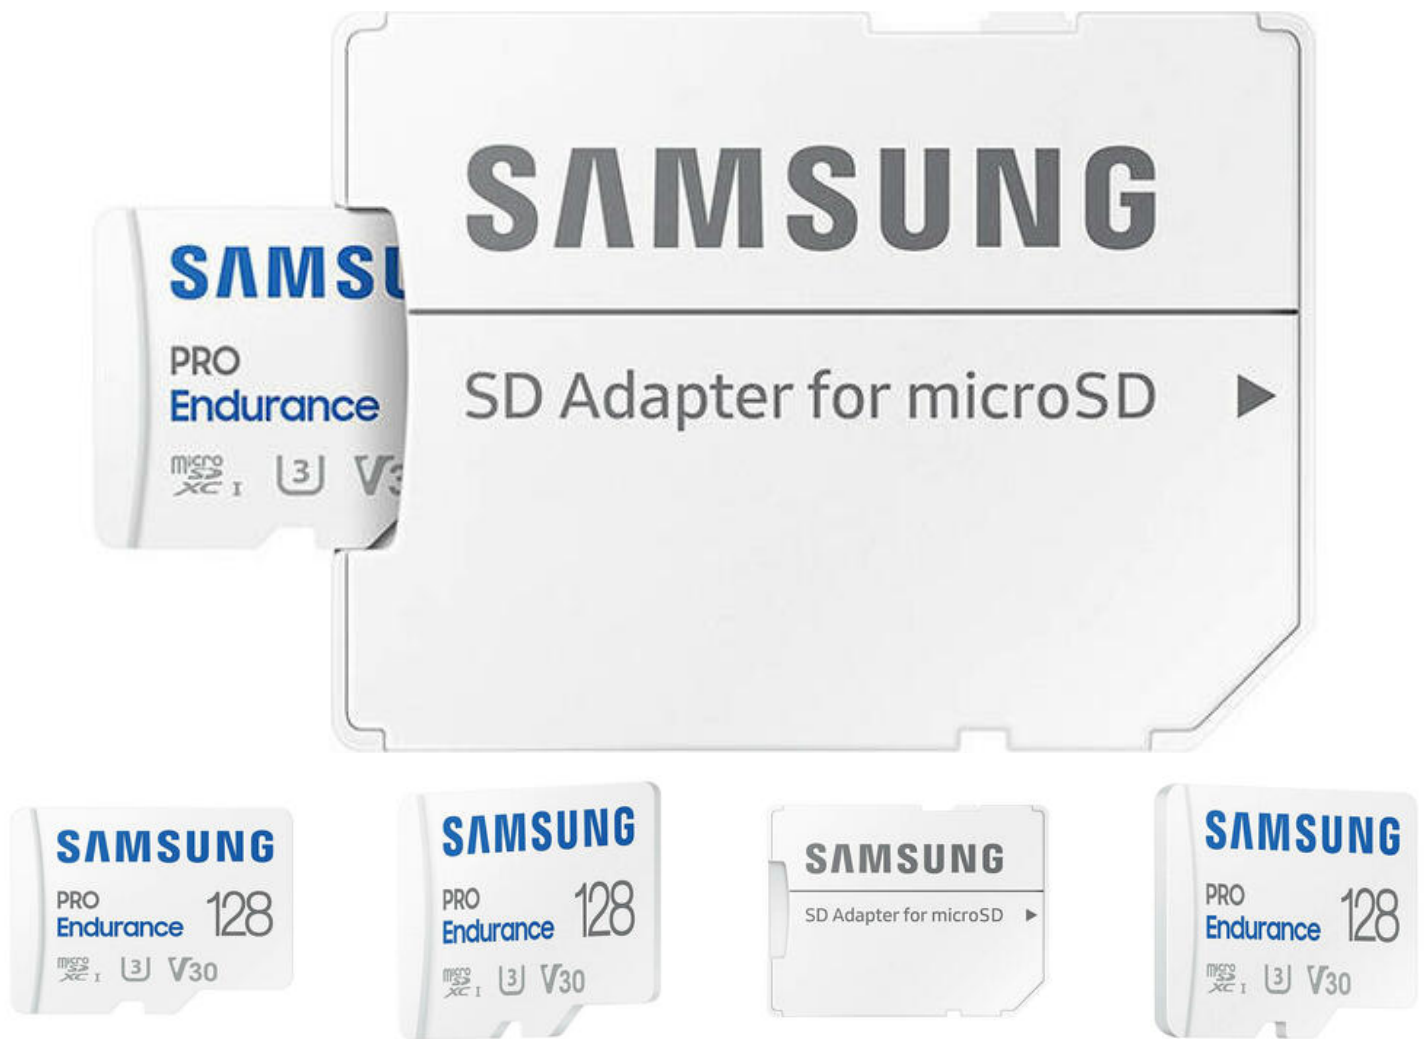 SAMSUNG
SD Adapter for microSD
SAMSU
PRO
Endurance
micro SD XC I U3 V3
SAMSUNG
PRO
Endurance 128
micro SD XC I 3 V30
SAMSUNG
PRO
Endurance 128
micro SD XC I 3 V30
SAMSUNG
SD Adapter for microSD
SAMSUNG
PRO
Endurance 128
micro SD XC I 3 V30